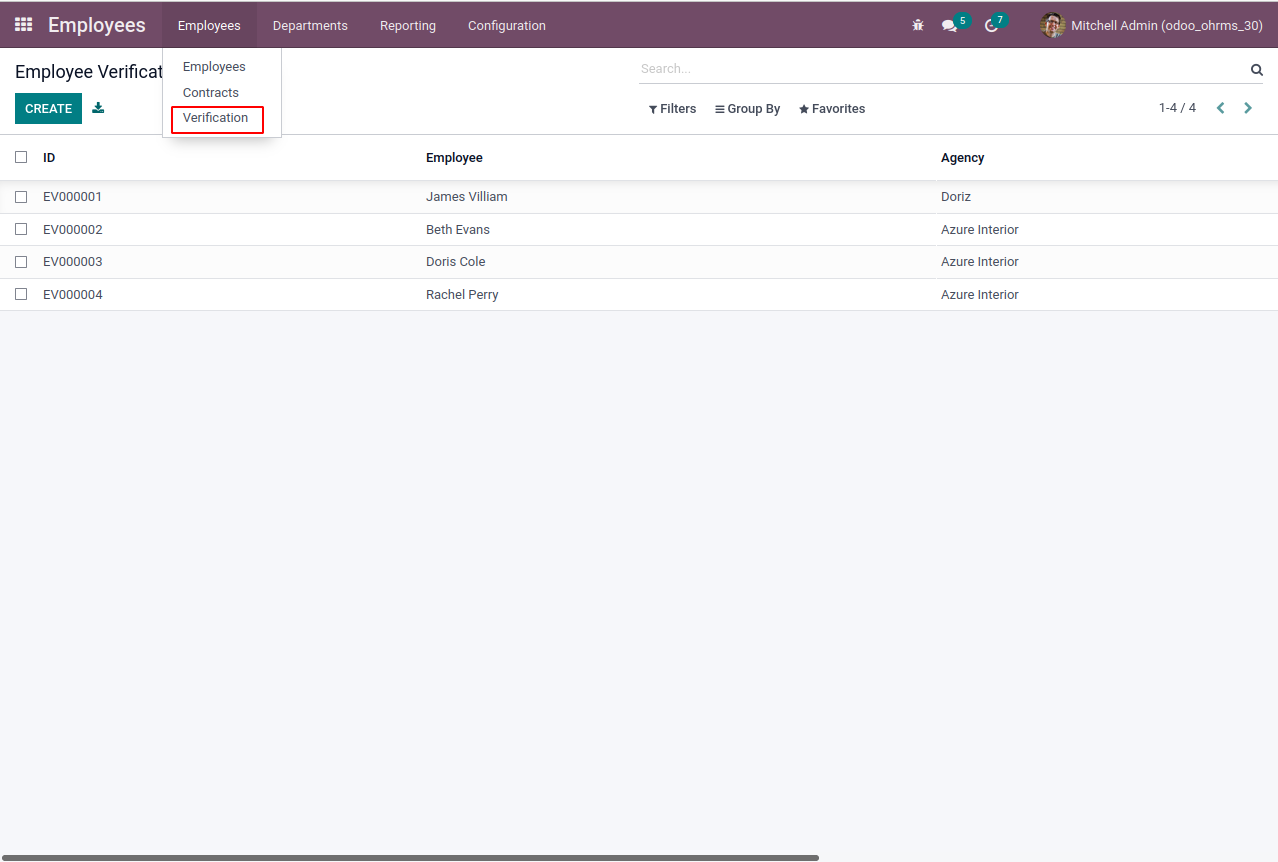 Employees Employees Departments Reporting Configuration 5 7 Mitchell Admin (odoo_ohrms_30)
Employee Verificat
Employees
Contracts
Verification
Search...
CREATE
Filters Group By Favorites 1-4 / 4
ID Employee Agency
EV000001 James Villiam Doriz
EV000002 Beth Evans Azure Interior
EV000003 Doris Cole Azure Interior
EV000004 Rachel Perry Azure Interior